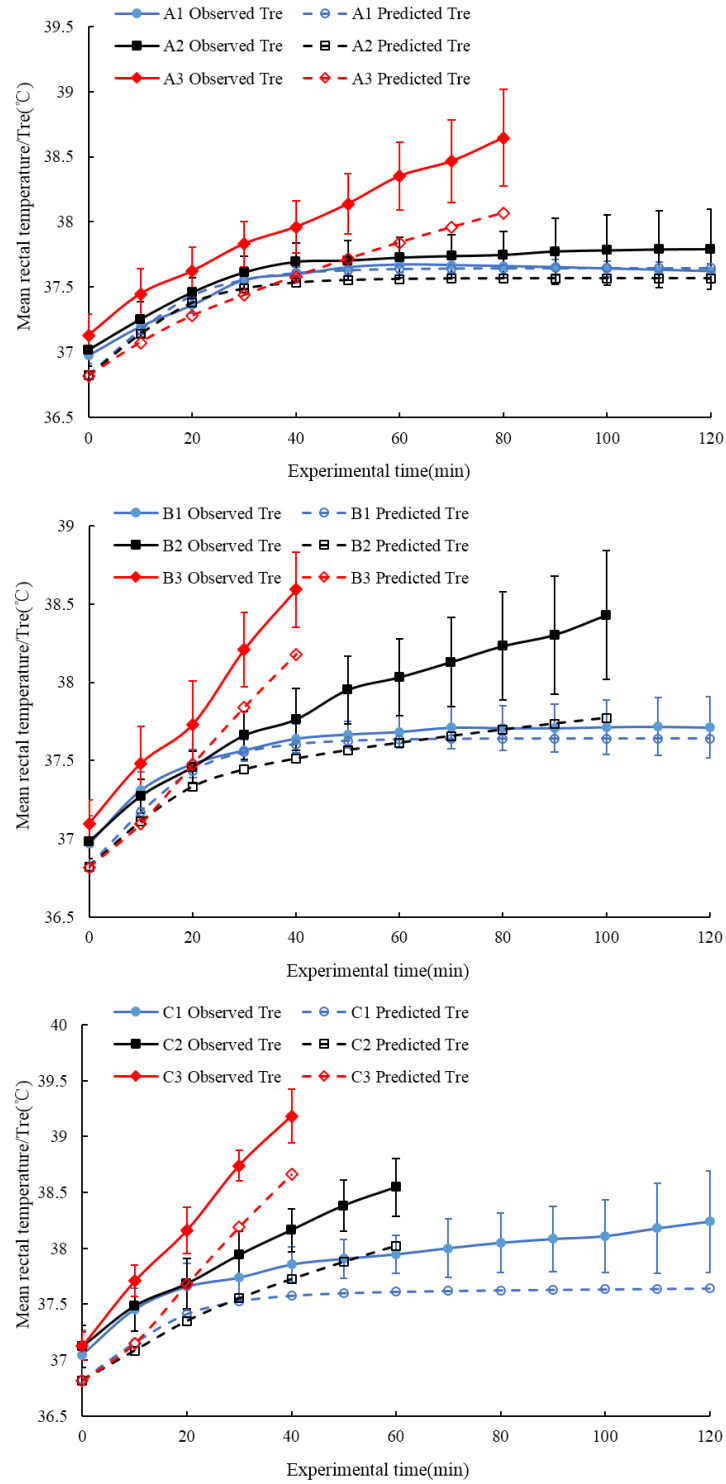 A1 Observed Tre A1 Predicted Tre
A2 Observed Tre A2 Predicted Tre
A3 Observed Tre A3 Predicted Tre
39.5
39
38.5
38
37.5
37
36.5
Mean rectal temperature/Tre(℃)
0 20 40 60 80 100 120
Experimental time(min)
B1 Observed Tre B1 Predicted Tre
B2 Observed Tre B2 Predicted Tre
B3 Observed Tre B3 Predicted Tre
39
38.5
38
37.5
37
36.5
Mean rectal temperature/Tre(℃)
0 20 40 60 80 100 120
Experimental time(min)
C1 Observed Tre C1 Predicted Tre
C2 Observed Tre C2 Predicted Tre
C3 Observed Tre C3 Predicted Tre
40
39.5
39
38.5
38
37.5
37
36.5
Mean rectal temperature/Tre(℃)
0 20 40 60 80 100 120
Experimental time(min)